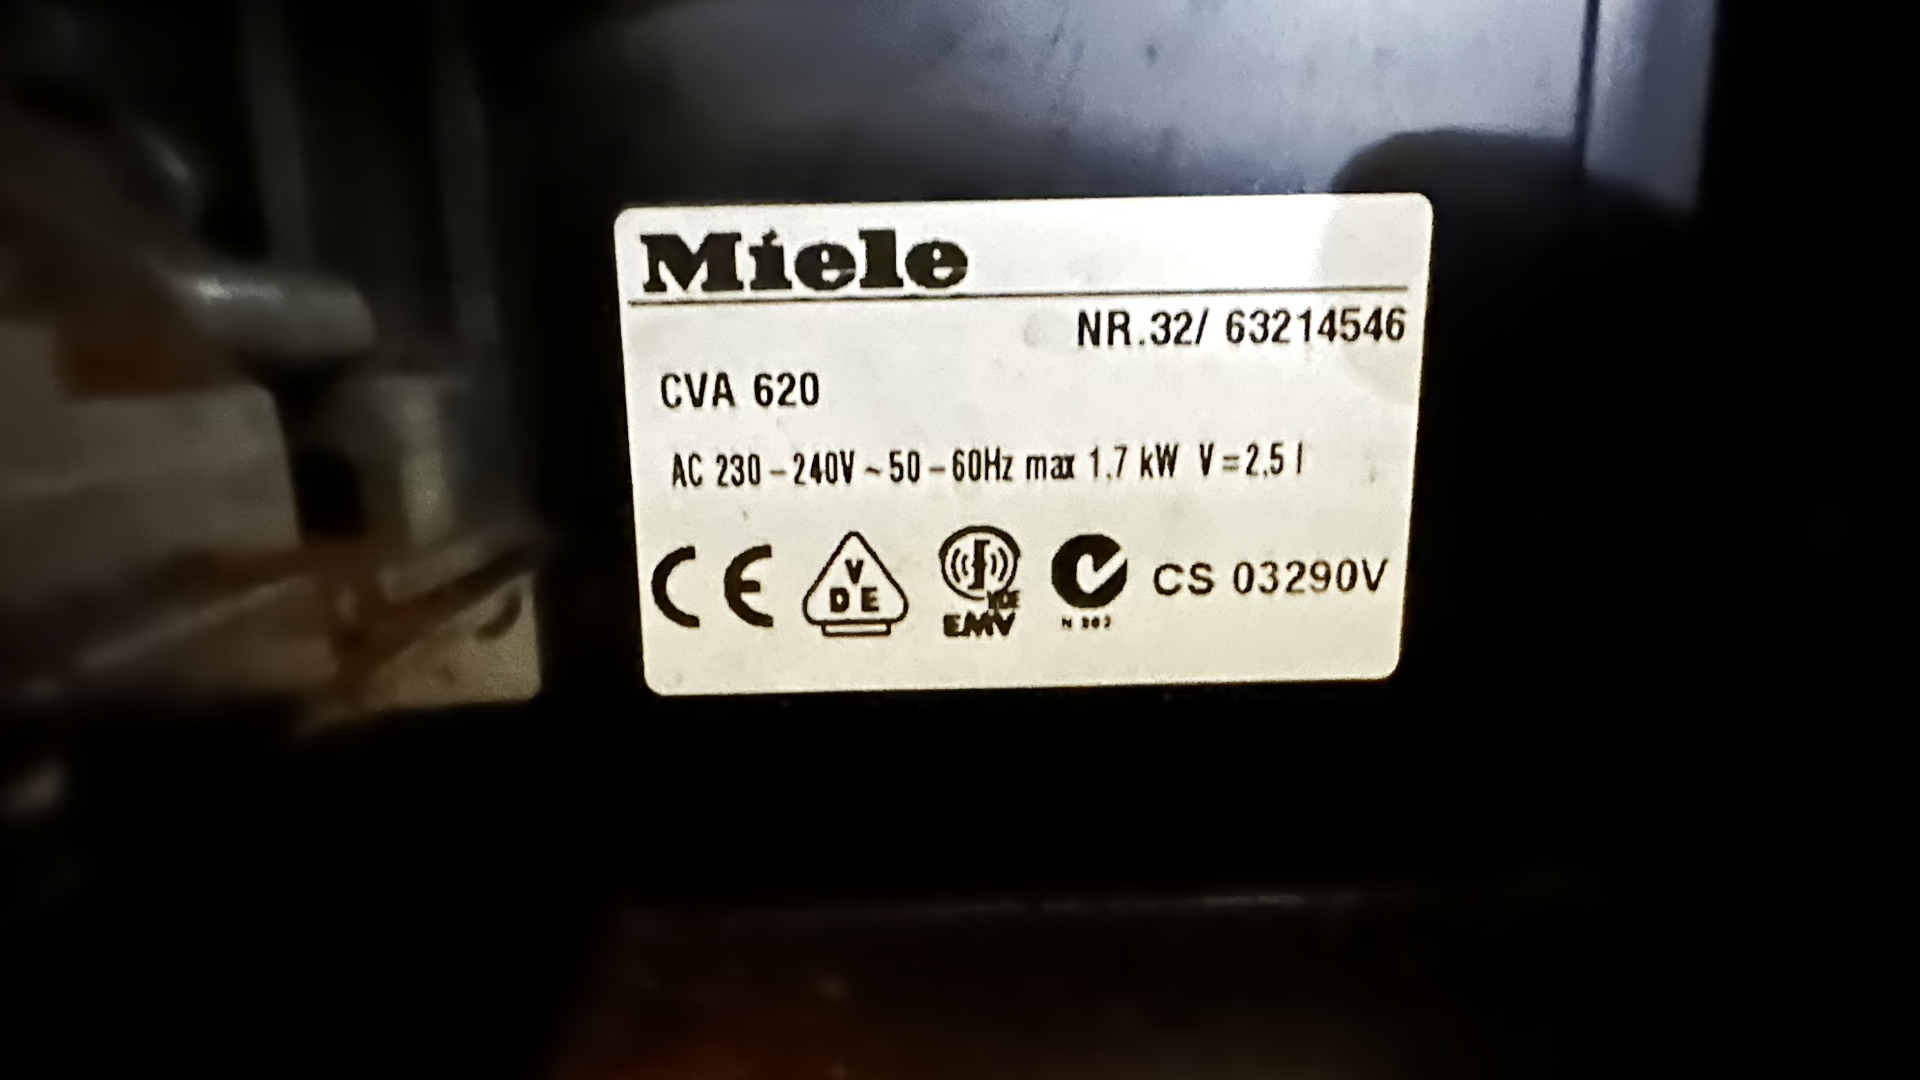 Miele
NR.32/ 63214546
CVA 620
AC 230-240V ~ 50-60Hz max 1.7 kW V=2.5 l
CE VDE EMV CS 03290V